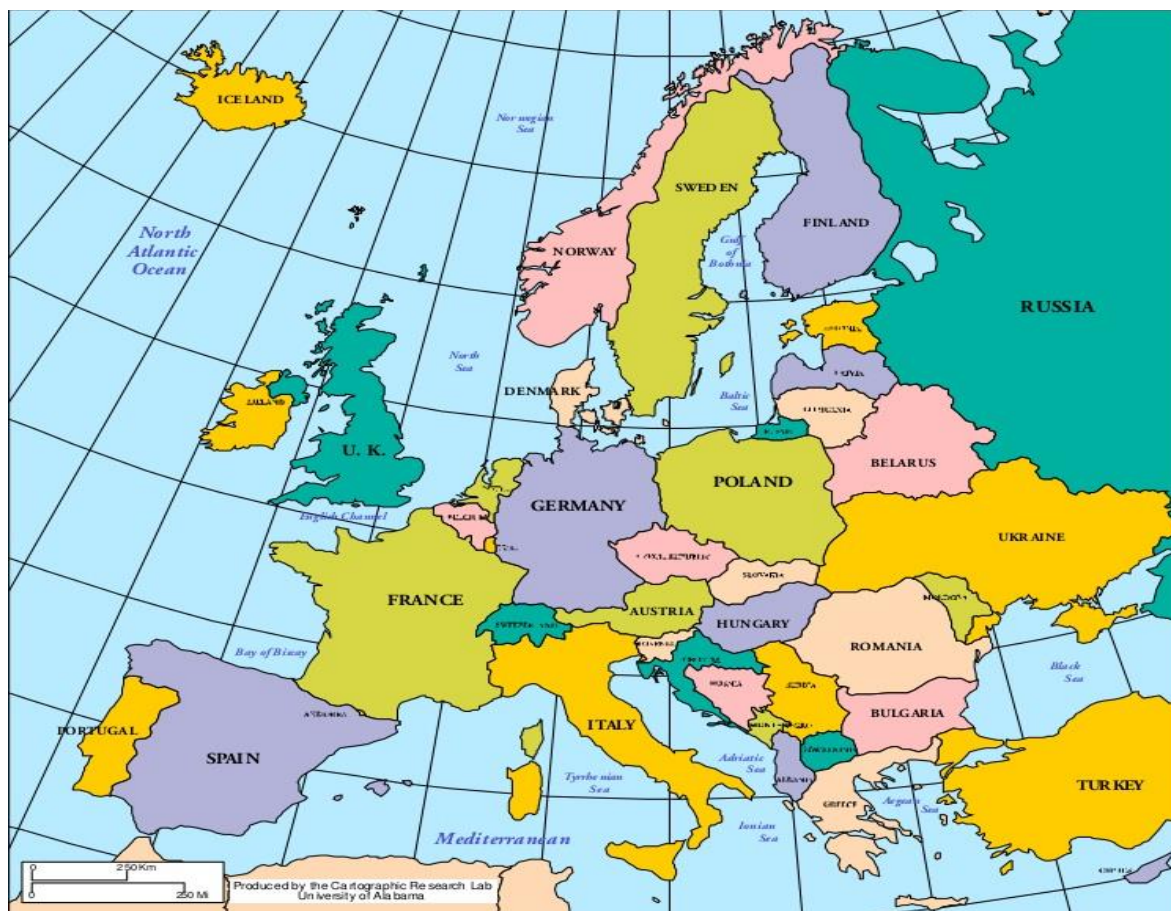 ICELAND
Norwegian
Sea
SWEDEN
FINLAND
North
Atlantic
Ocean
NORWAY
Gulf
of
Bothnia
RUSSIA
North
Sea
DENMARK
Baltic
Sea
U. K.
BELARUS
POLAND
GERMANY
English Channel
UKRAINE
FRANCE
AUSTRIA
HUNGARY
ROMANIA
Bay of Biscay
Black
Sea
BULGARIA
ITALY
PORTUGAL
SPAIN
Adriatic
Sea
Tyrrhenian
Sea
TURKEY
Aegean
Sea
Ionian
Sea
Mediterranean
0 250 Km
0 250 Mi
Produced by the Cartographic Research Lab
University of Alabama